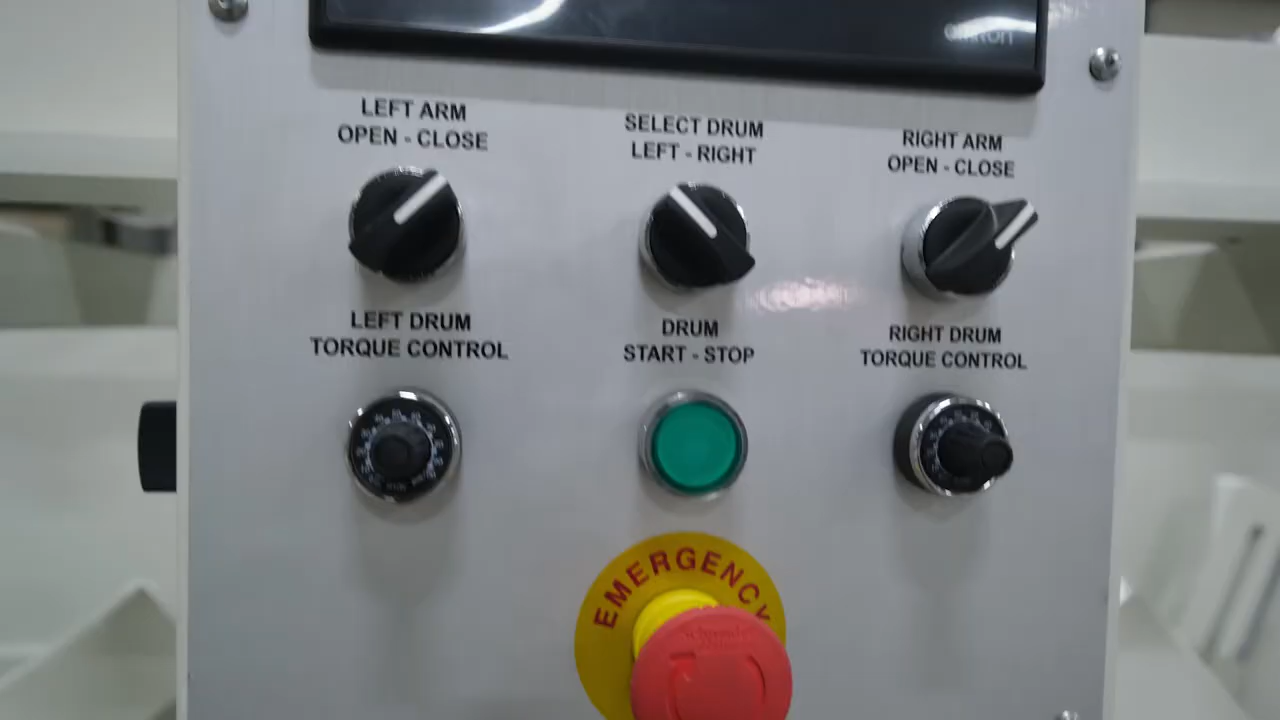 omron
LEFT ARM
OPEN - CLOSE
SELECT DRUM
LEFT - RIGHT
RIGHT ARM
OPEN - CLOSE
LEFT DRUM
TORQUE CONTROL
DRUM
START - STOP
RIGHT DRUM
TORQUE CONTROL
EMERGENCY